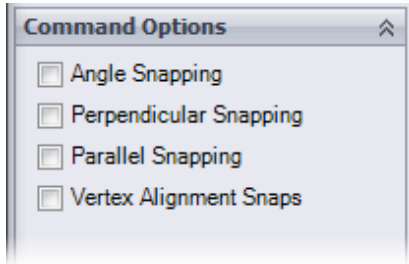 Command Options
Angle Snapping
Perpendicular Snapping
Parallel Snapping
Vertex Alignment Snaps